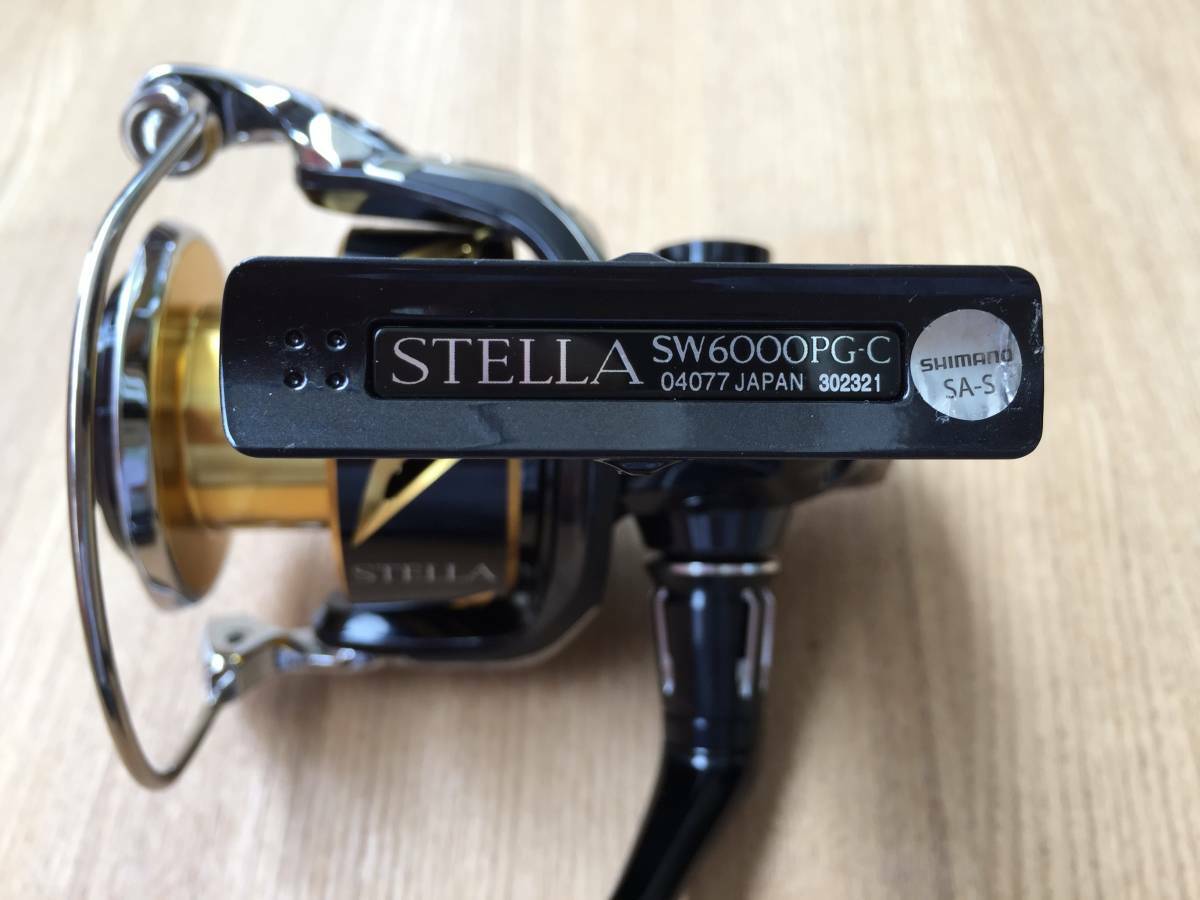 STELLA SW6000PG-C
04077 JAPAN 302321
SHIMANO
SA-S
STELLA